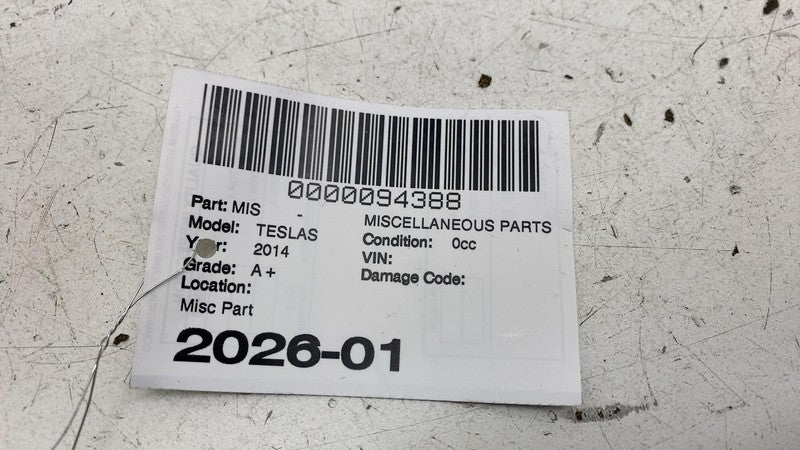 0000094388
Part: MIS - MISCELLANEOUS PARTS
Model: TESLAS Condition: 0cc
Year: 2014 VIN:
Grade: A+ Damage Code:
Location:
Misc Part
2026-01